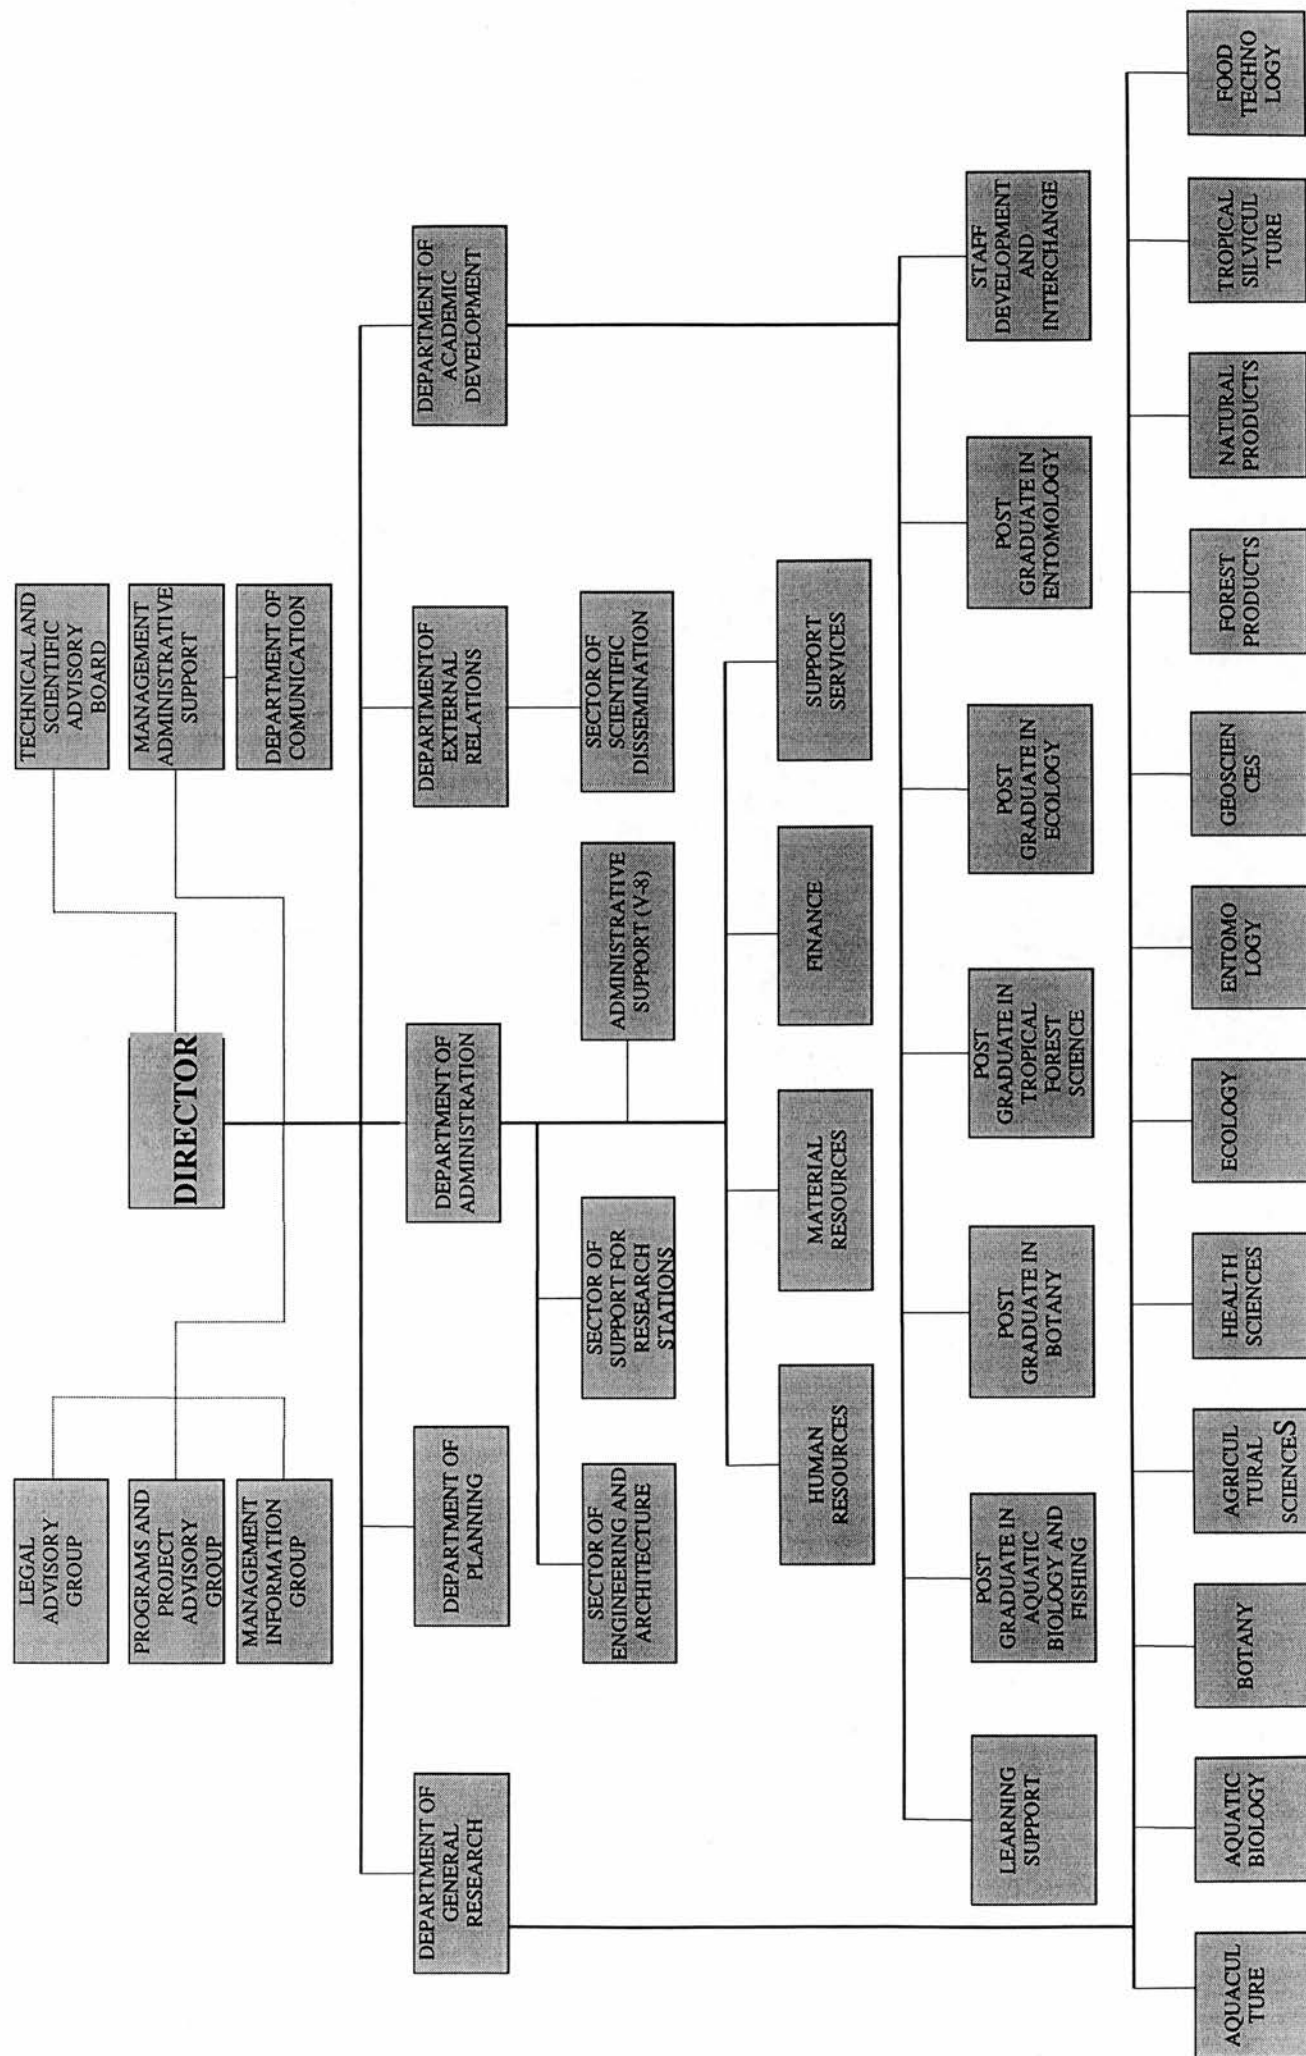 LEGAL
ADVISORY
GROUP
TECHNICAL AND
SCIENTIFIC
ADVISORY
BOARD
PROGRAMS AND
PROJECT
ADVISORY
GROUP
DIRECTOR
MANAGEMENT
ADMINISTRATIVE
SUPPORT
MANAGEMENT
INFORMATION
GROUP
DEPARTMENT OF
COMUNICATION
DEPARTMENT OF
GENERAL
RESEARCH
DEPARTMENT OF
PLANNING
DEPARTMENT OF
ADMINISTRATION
DEPARTMENTOF
EXTERNAL
RELATIONS
DEPARTMENT OF
ACADEMIC
DEVELOPMENT
SECTOR OF
ENGINEERING AND
ARCHITECTURE
SECTOR OF
SUPPORT FOR
RESEARCH
STATIONS
ADMINISTRATIVE
SUPPORT (V-8)
SECTOR OF
SCIENTIFIC
DISSEMINATION
HUMAN
RESOURCES
MATERIAL
RESOURCES
FINANCE
SUPPORT
SERVICES
LEARNING
SUPPORT
POST
GRADUATE IN
AQUATIC
BIOLOGY AND
FISHING
POST
GRADUATE IN
BOTANY
POST
GRADUATE IN
TROPICAL
FOREST
SCIENCE
POST
GRADUATE IN
ECOLOGY
POST
GRADUATE IN
ENTOMOLOGY
STAFF
DEVELOPMENT
AND
INTERCHANGE
AQUACUL
TURE
AQUATIC
BIOLOGY
BOTANY
AGRICUL
TURAL
SCIENCES
HEALTH
SCIENCES
ECOLOGY
ENTOMO
LOGY
GEOSCIEN
CES
FOREST
PRODUCTS
NATURAL
PRODUCTS
TROPICAL
SILVICUL
TURE
FOOD
TECHNO
LOGY